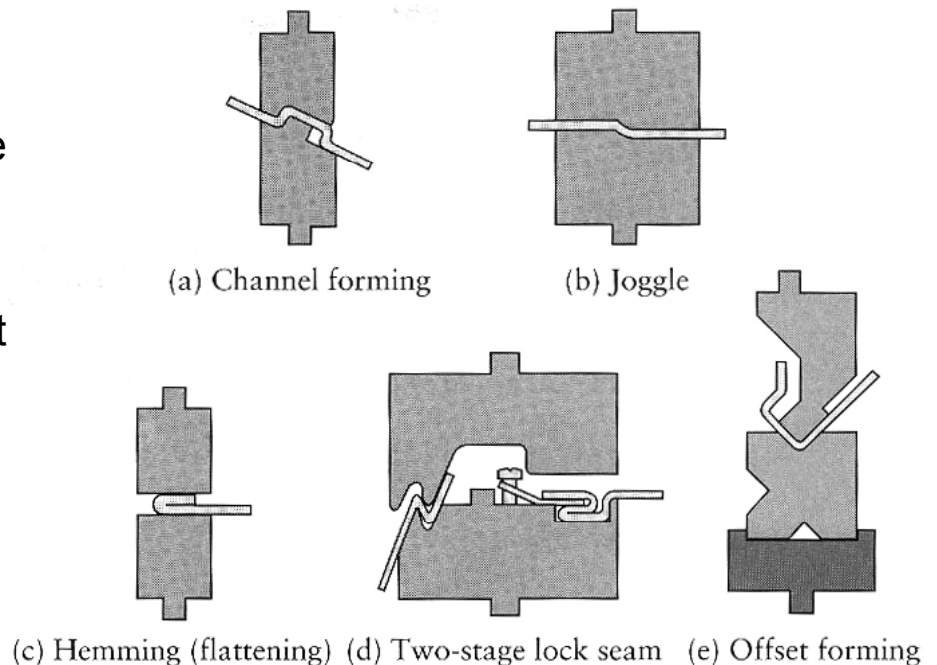 e
(a) Channel forming
(b) Joggle
t
(c) Hemming (flattening)
(d) Two-stage lock seam
(e) Offset forming